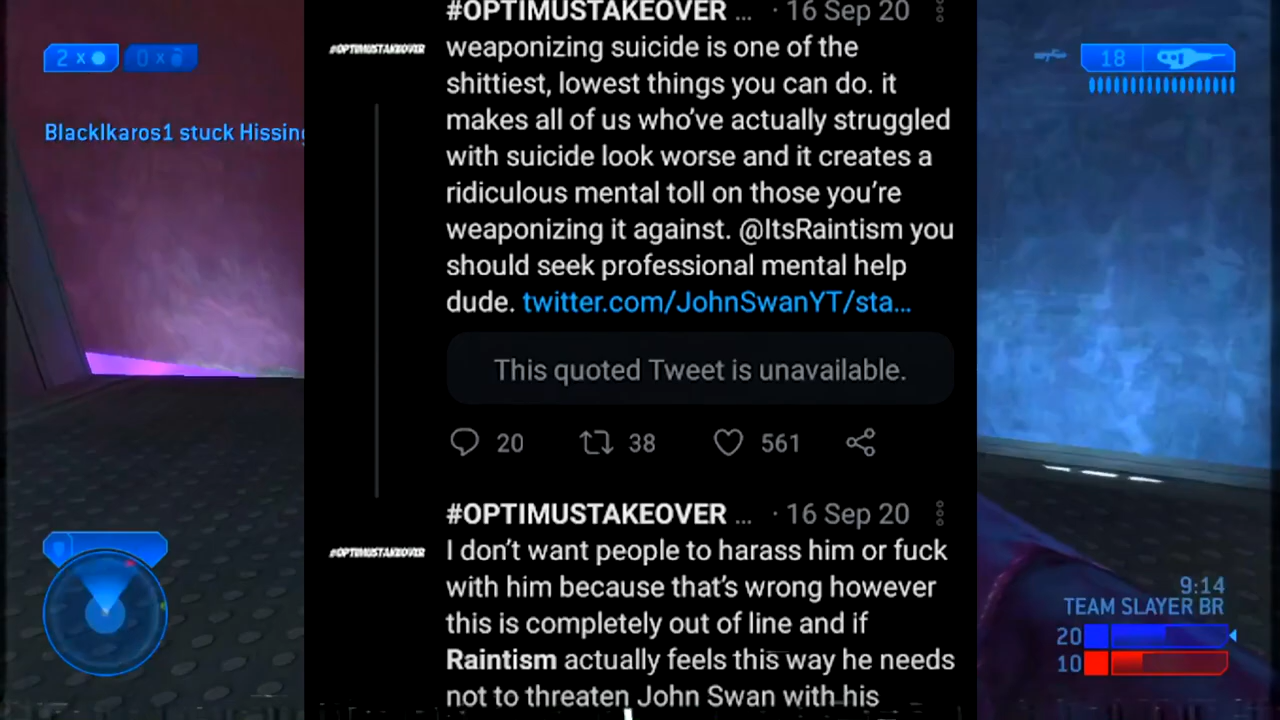 2 x
0 x
18
BlackIkaros1 stuck Hissing
#OPTIMUSTAKEOVER ... · 16 Sep 20
#OPTIMUSTAKEOVER
weaponizing suicide is one of the
shittiest, lowest things you can do. it
makes all of us who've actually struggled
with suicide look worse and it creates a
ridiculous mental toll on those you're
weaponizing it against. @ItsRaintism you
should seek professional mental help
dude. twitter.com/JohnSwanYT/sta...
This quoted Tweet is unavailable.
20 38 561
#OPTIMUSTAKEOVER ... · 16 Sep 20
#OPTIMUSTAKEOVER
I don't want people to harass him or fuck
with him because that's wrong however
this is completely out of line and if
Raintism actually feels this way he needs
not to threaten John Swan with his
9:14
TEAM SLAYER BR
20
10